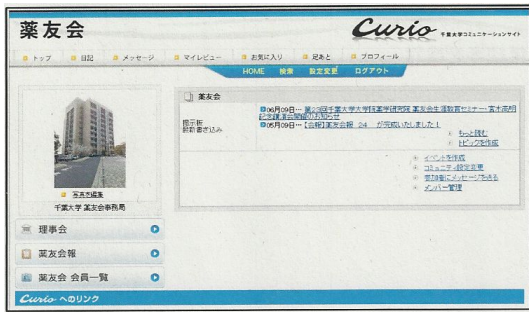 薬友会
Curio 千葉大学コミュニケーションサイト
トップ 日記 メッセージ マイレビュー お気に入り 足あと プロフィール
HOME 検索 設定変更 ログアウト
薬友会
掲示板
最新書き込み
06月09日… 第23回千葉大学大学院薬学研究院 薬友会生涯教育セミナー・宮木高明
記念講演会開催のお知らせ
05月09日… 【会報】薬友会報 24 が完成いたしました!
もっと読む
トピックを作成
イベントを作成
コミュニティ設定変更
参加者にメッセージを送る
メンバー管理
写真を編集
千葉大学 薬友会事務局
理事会
薬友会報
薬友会 会員一覧
Curio へのリンク